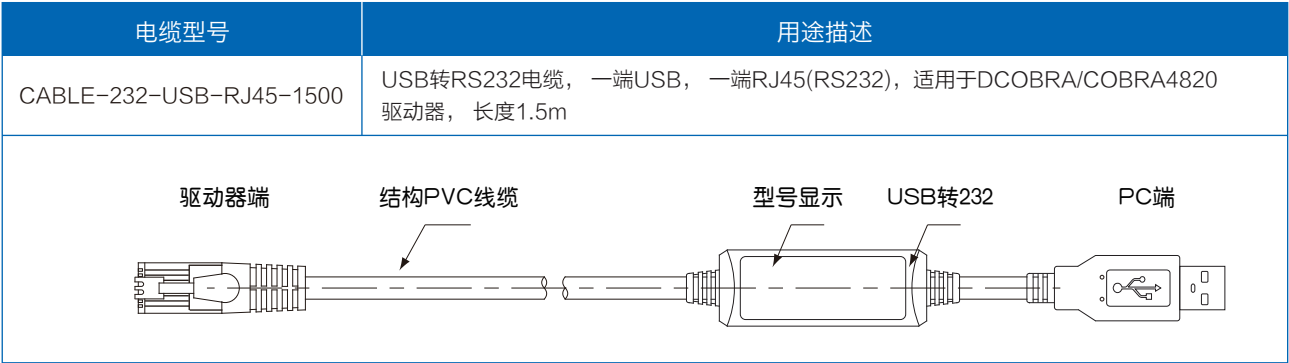 电缆型号
用途描述
CABLE-232-USB-RJ45-1500
USB转RS232电缆， 一端USB， 一端RJ45(RS232)，适用于DCOBRA/COBRA4820
驱动器， 长度1.5m
驱动器端
结构PVC线缆
型号显示
USB转232
PC端